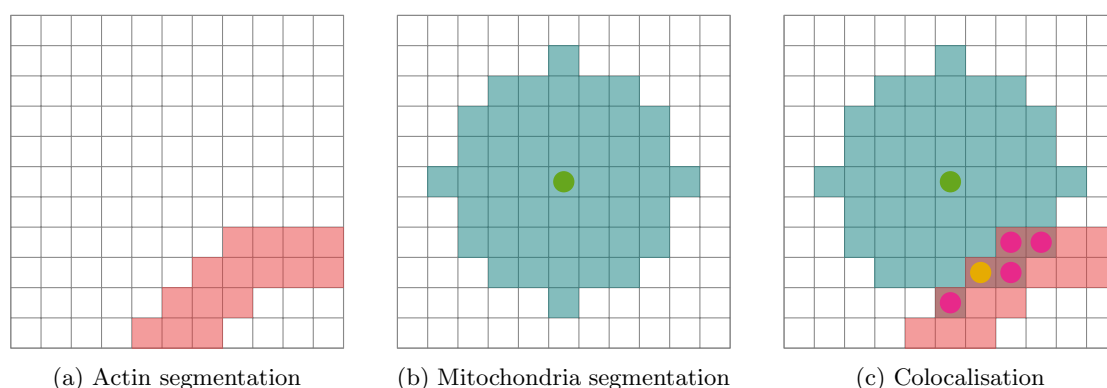 (a) Actin segmentation
(b) Mitochondria segmentation
(c) Colocalisation